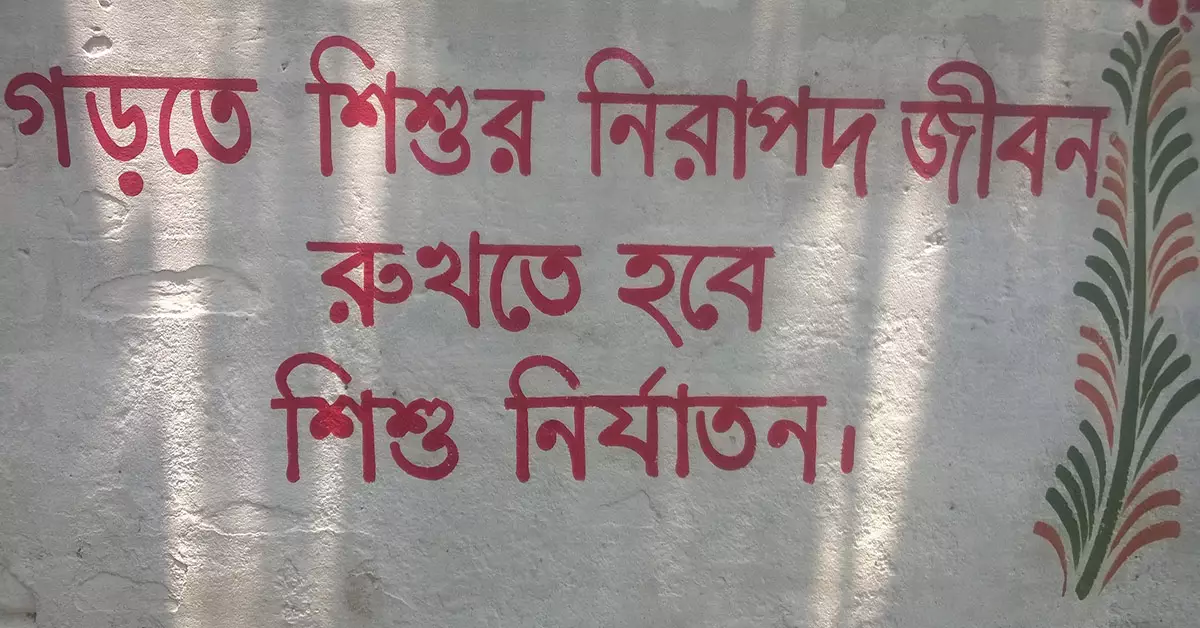 গড়তে শিশুর নিরাপদ জীবন
রুখতে হবে
শিশু নির্যাতন।